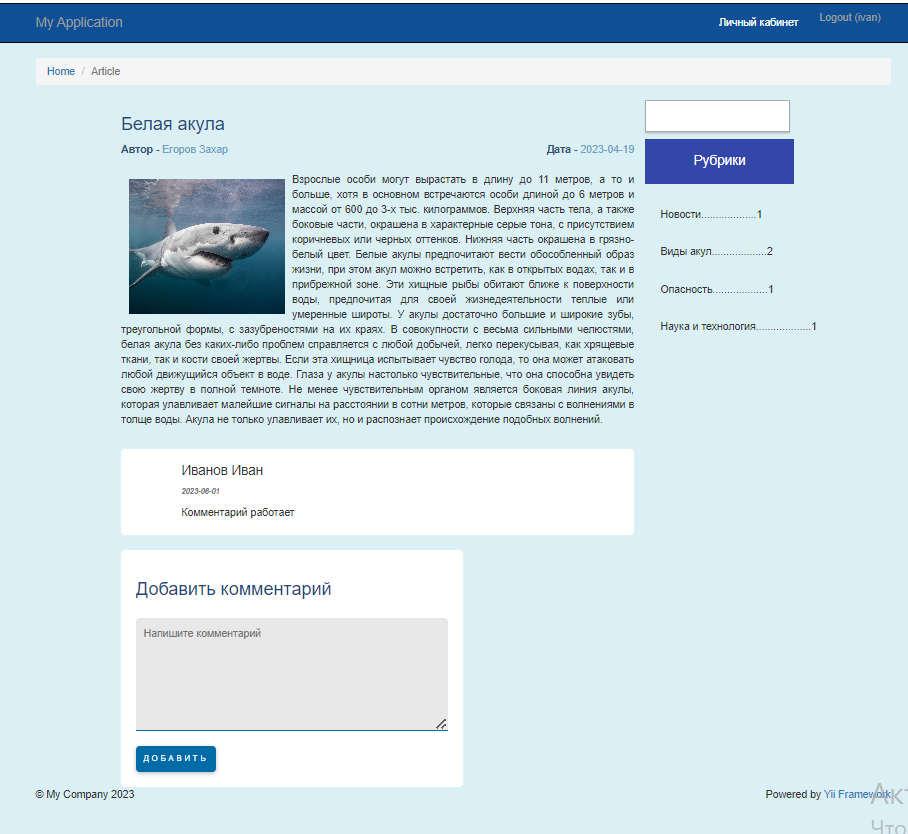 My Application
Личный кабинет
Logout (ivan)
Home / Article
Белая акула
Автор - Егоров Захар
Дата - 2023-04-19
Взрослые особи могут вырастать в длину до 11 метров, а то и
больше, хотя в основном встречаются особи длиной до 6 метров и
массой от 600 до 3-х тыс. килограммов. Верхняя часть тела, а также
боковые части, окрашена в характерные серые тона, с присутствием
коричневых или черных оттенков. Нижняя часть окрашена в грязно-
белый цвет. Белые акулы предпочитают вести обособленный образ
жизни, при этом акул можно встретить, как в открытых водах, так и в
прибрежной зоне. Эти хищные рыбы обитают ближе к поверхности
воды, предпочитая для своей жизнедеятельности теплые или
умеренные широты. У акулы достаточно большие и широкие зубы,
треугольной формы, с зазубреностями на их краях. В совокупности с весьма сильными челюстями,
белая акула без каких-либо проблем справляется с любой добычей, легко перекусывая, как хрящевые
ткани, так и кости своей жертвы. Если эта хищница испытывает чувство голода, то она может атаковать
любой движущийся объект в воде. Глаза у акулы настолько чувствительные, что она способна увидеть
свою жертву в полной темноте. Не менее чувствительным органом является боковая линия акулы,
которая улавливает малейшие сигналы на расстоянии в сотни метров, которые связаны с волнениями в
толще воды. Акула не только улавливает их, но и распознает происхождение подобных волнений.
Рубрики
Новости...................1
Виды акул...................2
Опасность...................1
Наука и технология...................1
Иванов Иван
2023-06-01
Комментарий работает
Добавить комментарий
Напишите комментарий
ДОБАВИТЬ
© My Company 2023
Powered by Yii Framework